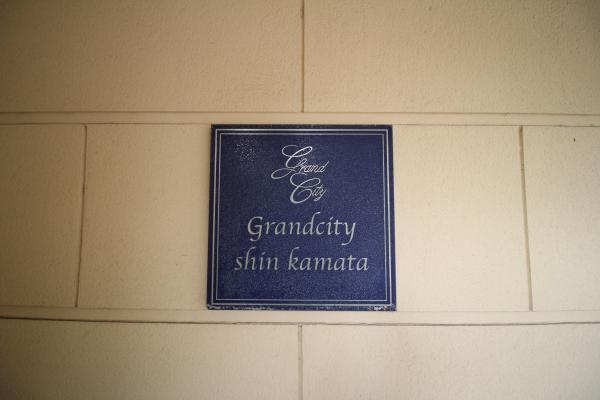 Grand
City
Grandcity
shin kamata